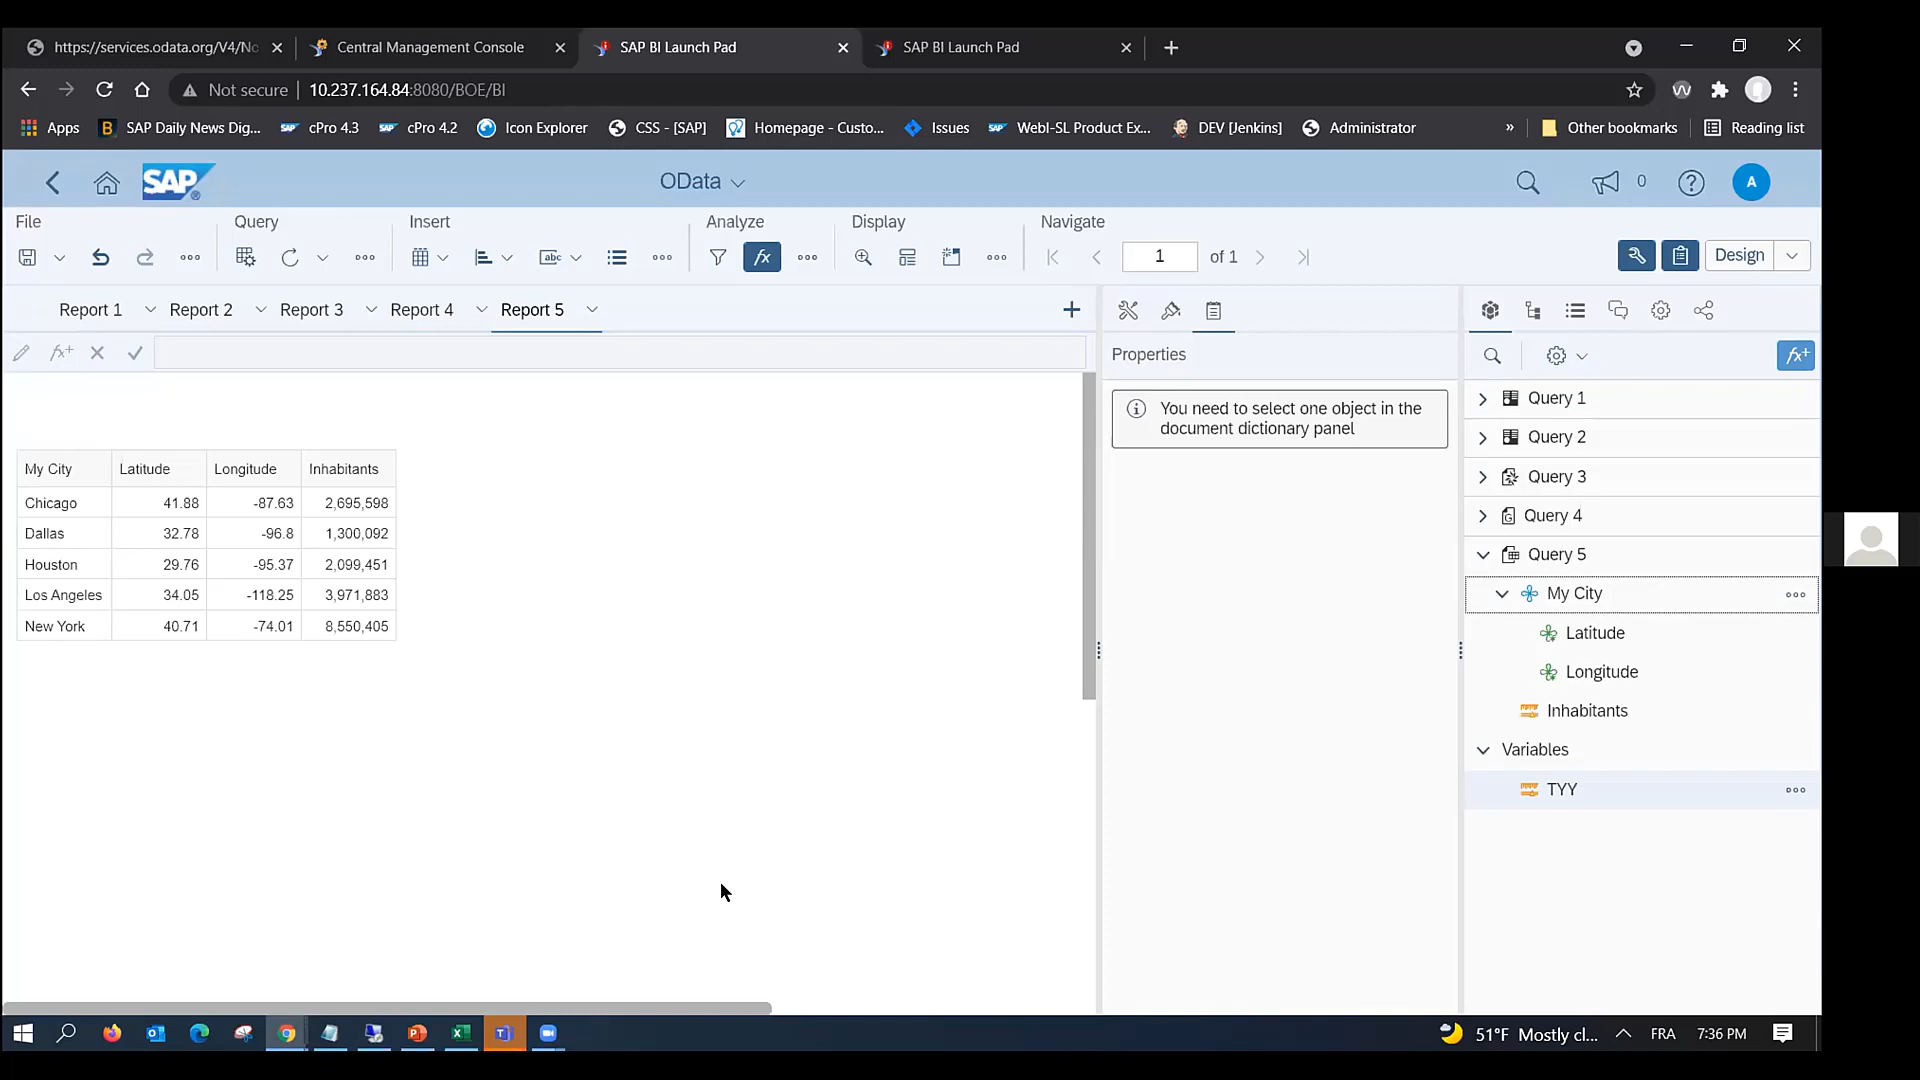 https://services.odata.org/V4/No
Central Management Console
SAP BI Launch Pad
SAP BI Launch Pad
Not secure
10.237.164.84:8080/BOE/BI
Apps
SAP Daily News Dig...
cPro 4.3
cPro 4.2
Icon Explorer
CSS - [SAP]
Homepage - Custo...
Issues
WebI-SL Product Ex...
DEV [Jenkins]
Administrator
»
Other bookmarks
Reading list
SAP
OData
0
A
File
Query
Insert
Analyze
Display
Navigate
abc
fx
1
of 1
Design
Report 1
Report 2
Report 3
Report 4
Report 5
fx+
Properties
You need to select one object in the
document dictionary panel
fx+
My City Latitude Longitude Inhabitants
Chicago 41.88 -87.63 2,695,598
Dallas 32.78 -96.8 1,300,092
Houston 29.76 -95.37 2,099,451
Los Angeles 34.05 -118.25 3,971,883
New York 40.71 -74.01 8,550,405
Query 1
Query 2
Query 3
Query 4
Query 5
My City
Latitude
Longitude
Inhabitants
Variables
TYY
51°F Mostly cl...
FRA
7:36 PM